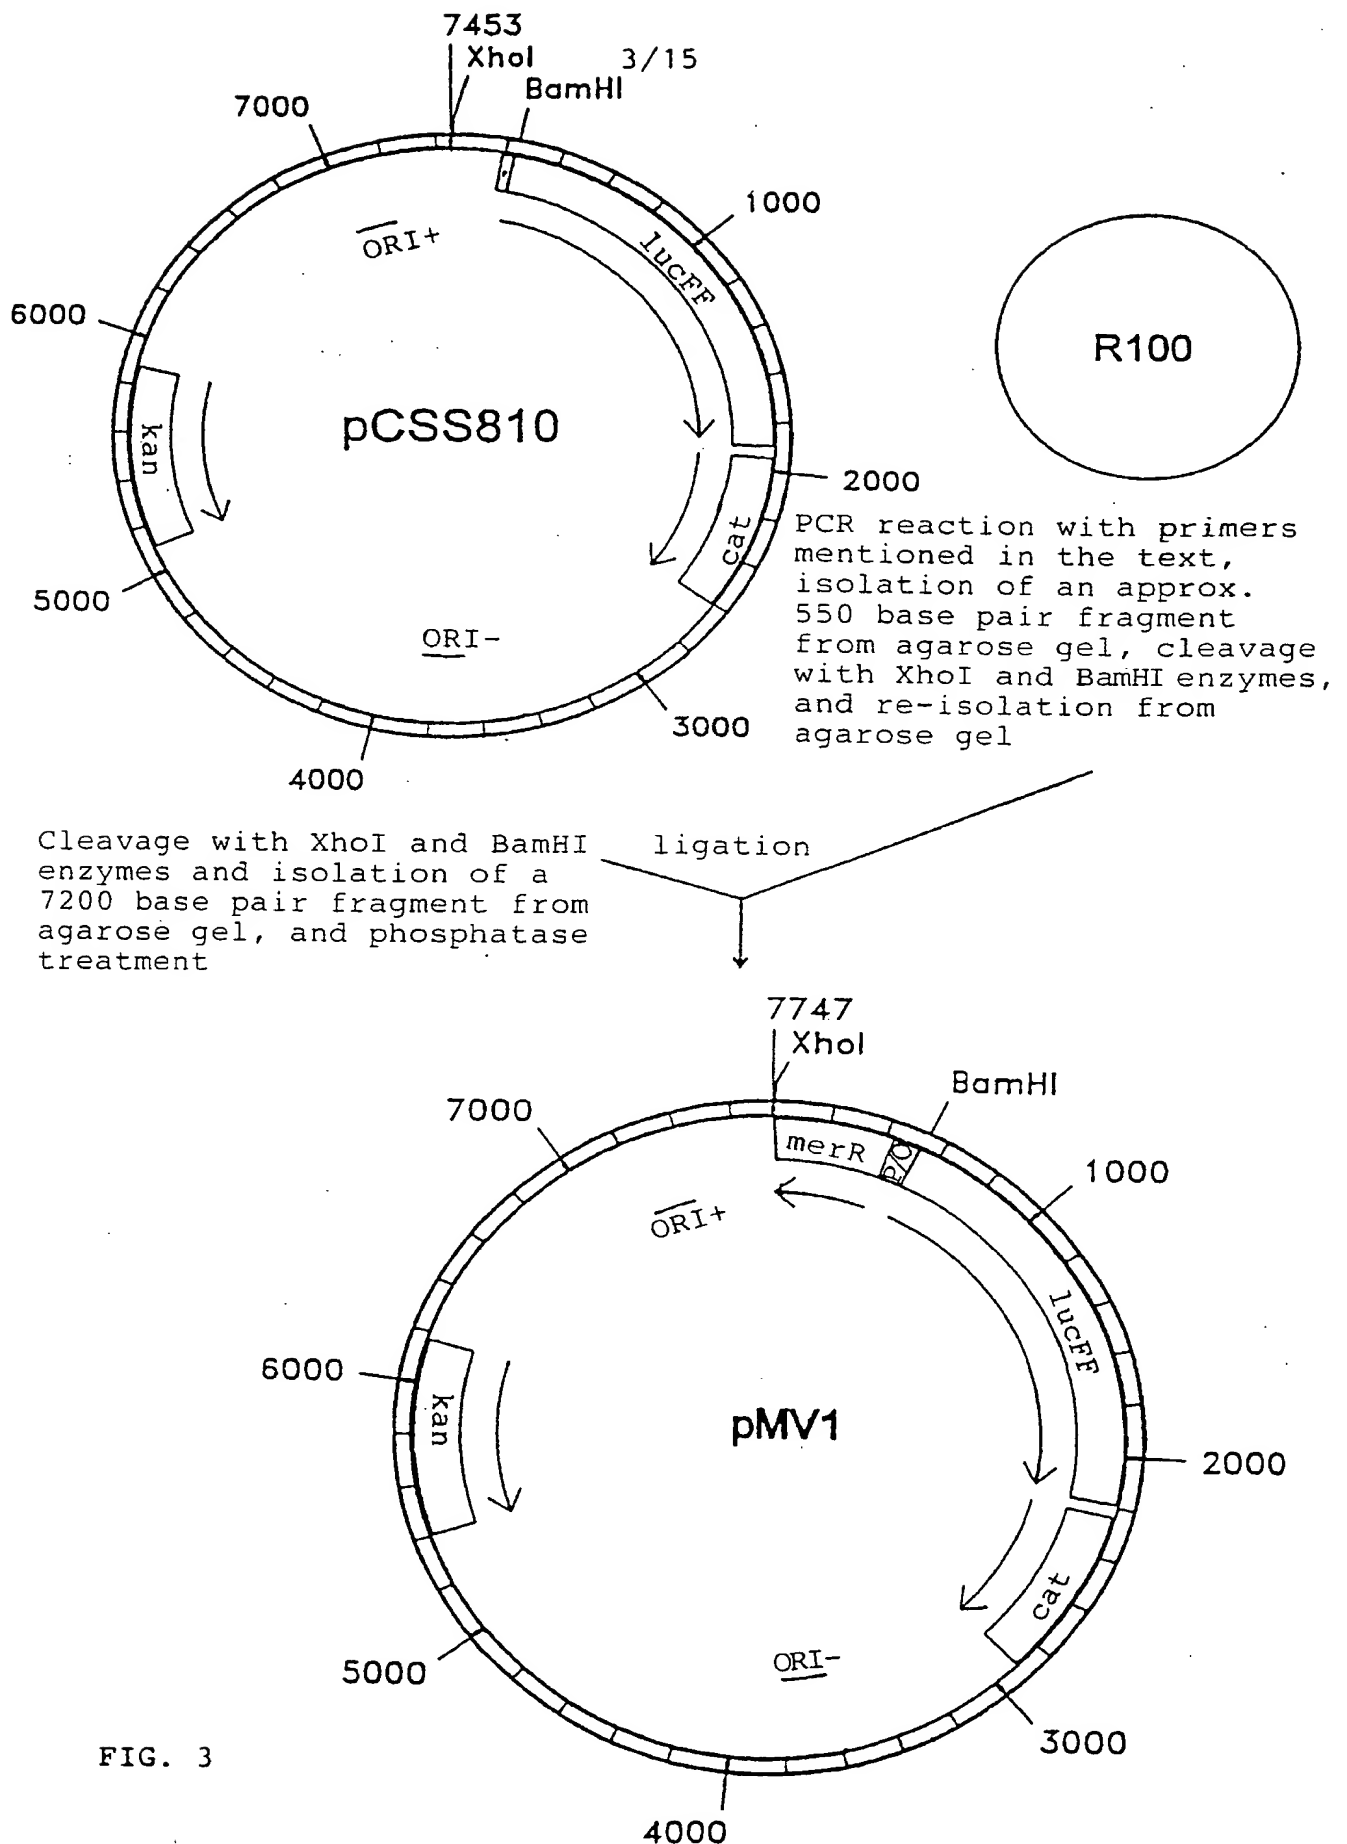 3/15
7453
XhoI
BamHI
7000
1000
ORI+
lucFF
6000
R100
kan
pCSS810
2000
cat
5000
ORI-
3000
4000
PCR reaction with primers
mentioned in the text,
isolation of an approx.
550 base pair fragment
from agarose gel, cleavage
with XhoI and BamHI enzymes,
and re-isolation from
agarose gel
Cleavage with XhoI and BamHI
enzymes and isolation of a
7200 base pair fragment from
agarose gel, and phosphatase
treatment
ligation
7747
XhoI
BamHI
7000
merR
P/O
1000
ORI+
lucFF
6000
kan
pMV1
2000
cat
5000
ORI-
3000
4000
FIG. 3